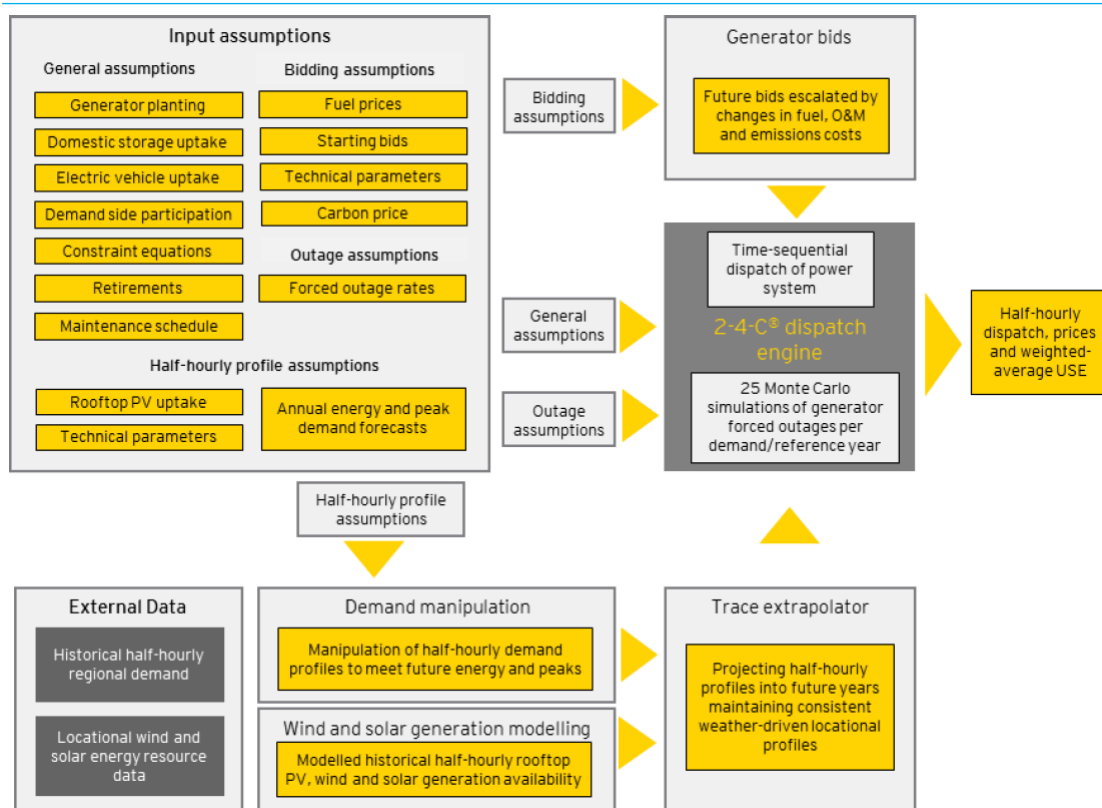 Input assumptions
General assumptions
Generator planting
Domestic storage uptake
Electric vehicle uptake
Demand side participation
Constraint equations
Retirements
Maintenance schedule
Bidding assumptions
Fuel prices
Starting bids
Technical parameters
Carbon price
Outage assumptions
Forced outage rates
Half-hourly profile assumptions
Rooftop PV uptake
Technical parameters
Annual energy and peak
demand forecasts
Bidding
assumptions
General
assumptions
Outage
assumptions
Generator bids
Future bids escalated by
changes in fuel, O&M
and emissions costs
Time-sequential
dispatch of power
system
2-4-C® dispatch
engine
25 Monte Carlo
simulations of generator
forced outages per
demand/reference year
Half-hourly
dispatch, prices
and weighted-
average USE
Half-hourly profile
assumptions
External Data
Historical half-hourly
regional demand
Locational wind and
solar energy resource
data
Demand manipulation
Manipulation of half-hourly demand
profiles to meet future energy and peaks
Wind and solar generation modelling
Modelled historical half-hourly rooftop
PV, wind and solar generation availability
Trace extrapolator
Projecting half-hourly
profiles into future years
maintaining consistent
weather-driven locational
profiles